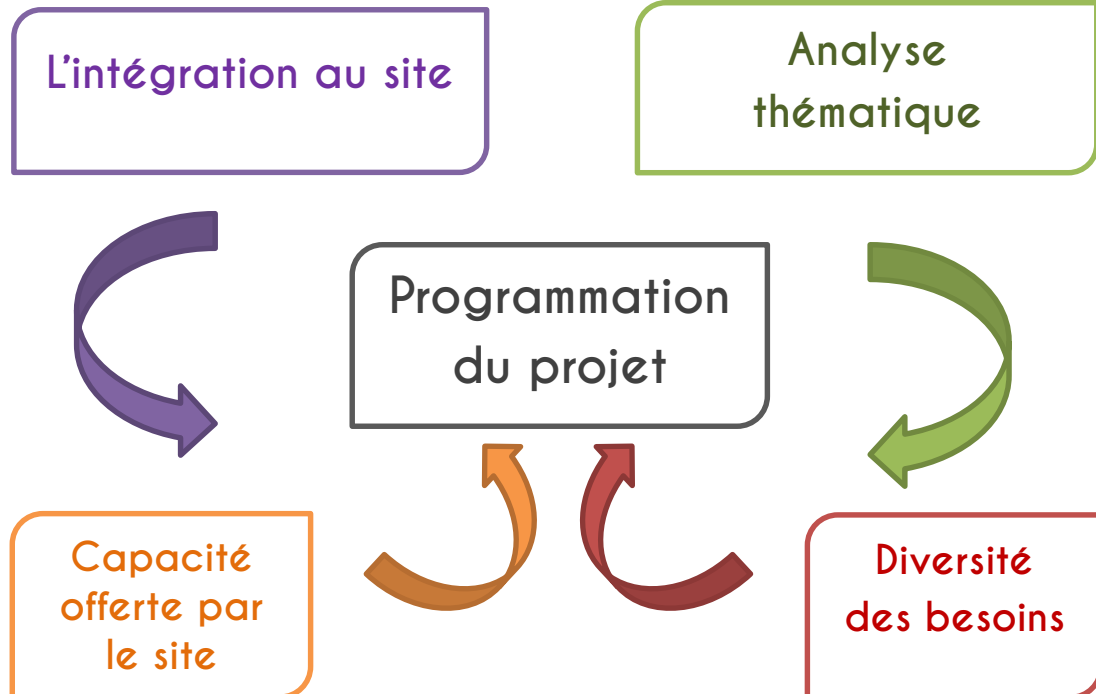 L'intégration au site
Analyse
thématique
Programmation
du projet
Capacité
offerte par
le site
Diversité
des besoins